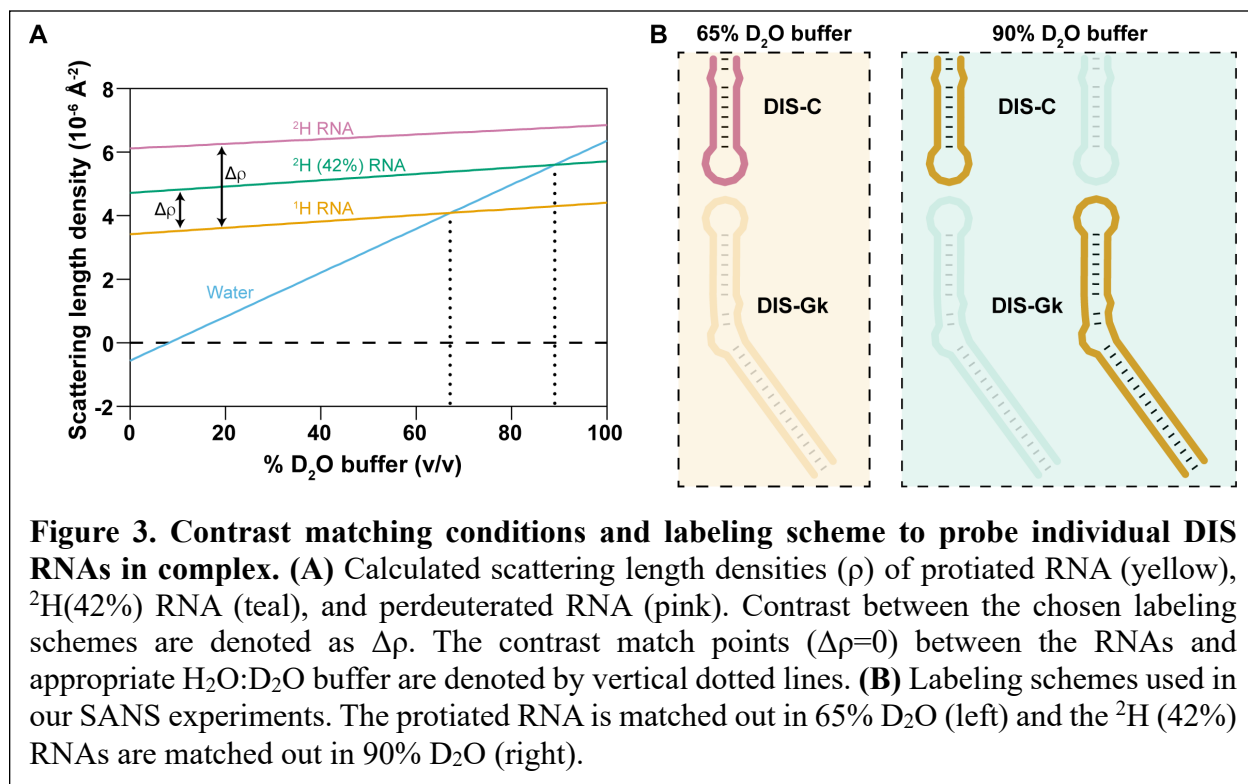 A
Scattering length density (10⁻⁶ Å⁻²)
8
6
4
2
0
-2
²H RNA
²H (42%) RNA
Δρ
Δρ
¹H RNA
Water
0
20
40
60
80
100
% D₂O buffer (v/v)
B
65% D₂O buffer
DIS-C
DIS-Gk
90% D₂O buffer
DIS-C
DIS-Gk
Figure 3. Contrast matching conditions and labeling scheme to probe individual DIS
RNAs in complex. (A) Calculated scattering length densities (ρ) of protiated RNA (yellow),
²H(42%) RNA (teal), and perdeuterated RNA (pink). Contrast between the chosen labeling
schemes are denoted as Δρ. The contrast match points (Δρ=0) between the RNAs and
appropriate H₂O:D₂O buffer are denoted by vertical dotted lines. (B) Labeling schemes used in
our SANS experiments. The protiated RNA is matched out in 65% D₂O (left) and the ²H (42%)
RNAs are matched out in 90% D₂O (right).